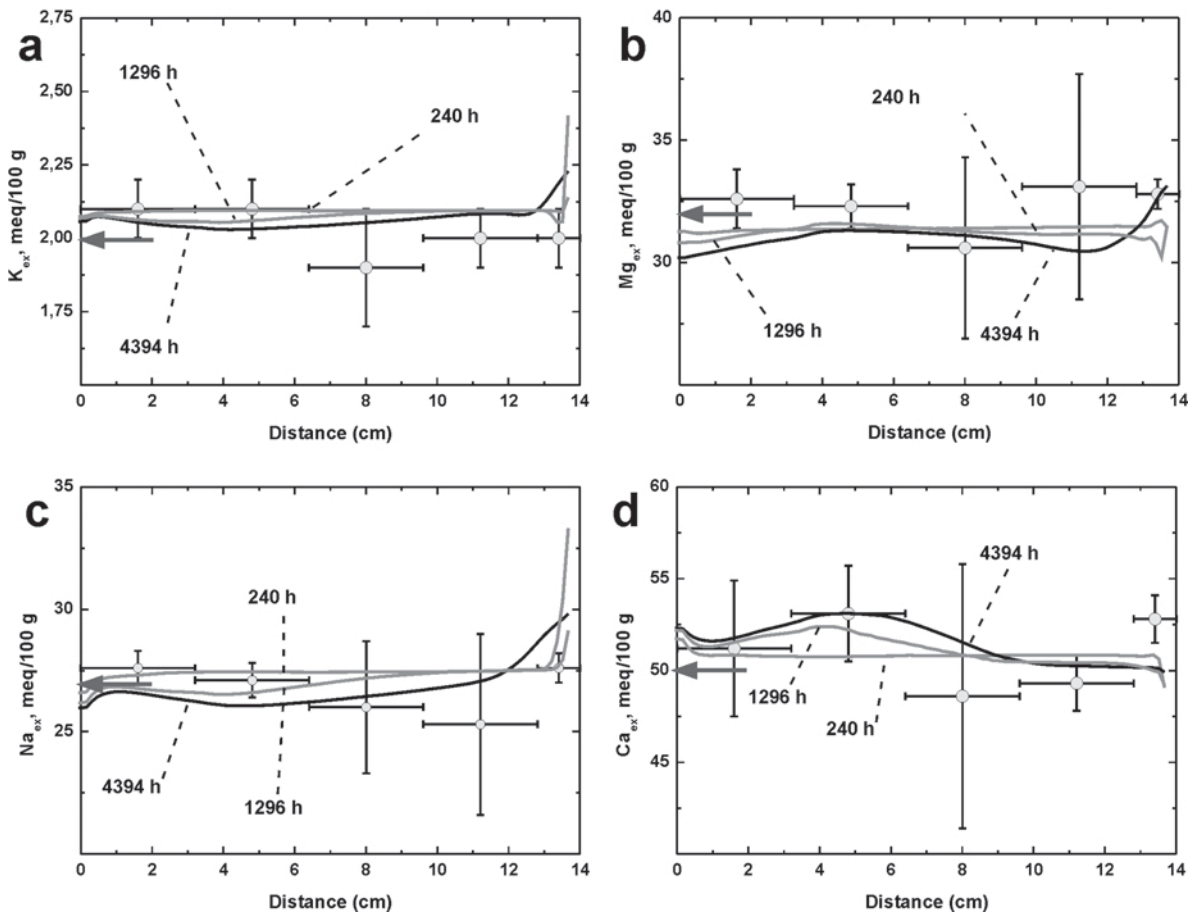 a
2,75
2,50
2,25
2,00
1,75
K_ex, meq/100 g
1296 h
240 h
4394 h
0 2 4 6 8 10 12 14
Distance (cm)
b
40
35
30
Mg_ex, meq/100 g
240 h
1296 h
4394 h
0 2 4 6 8 10 12 14
Distance (cm)
c
35
30
25
Na_ex, meq/100 g
240 h
4394 h
1296 h
0 2 4 6 8 10 12 14
Distance (cm)
d
60
55
50
45
Ca_ex, meq/100 g
4394 h
1296 h
240 h
0 2 4 6 8 10 12 14
Distance (cm)